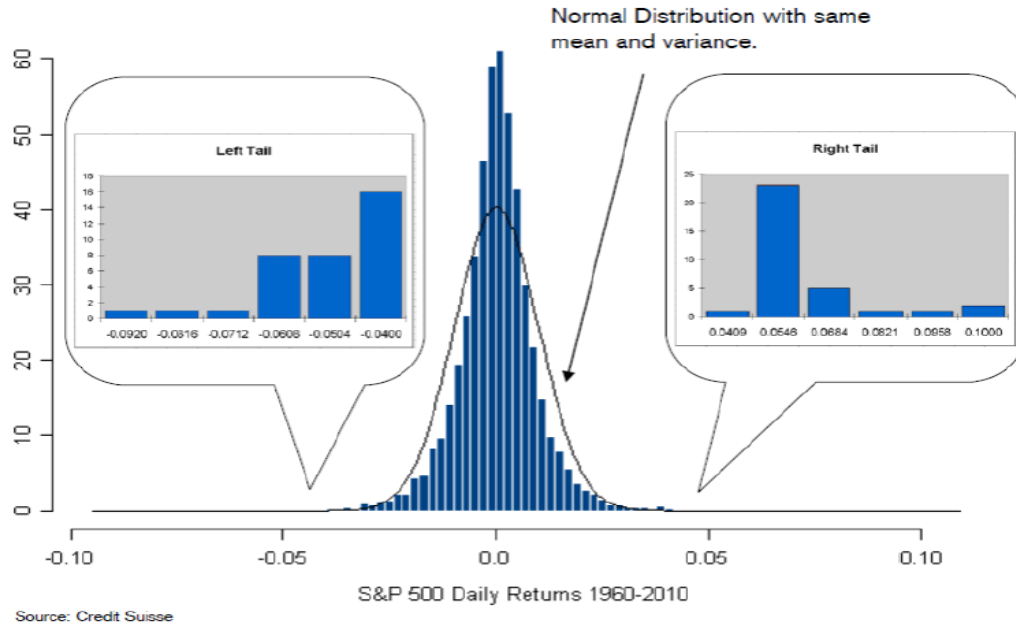 Normal Distribution with same
mean and variance.
60
50
40
30
20
10
0
Left Tail
18
16
14
12
10
8
6
4
2
0
-0.0920 -0.0816 -0.0712 -0.0608 -0.0504 -0.0400
Right Tail
25
20
15
10
5
0
0.0409 0.0546 0.0684 0.0821 0.0958 0.1000
-0.10 -0.05 0.0 0.05 0.10
S&P 500 Daily Returns 1960-2010
Source: Credit Suisse